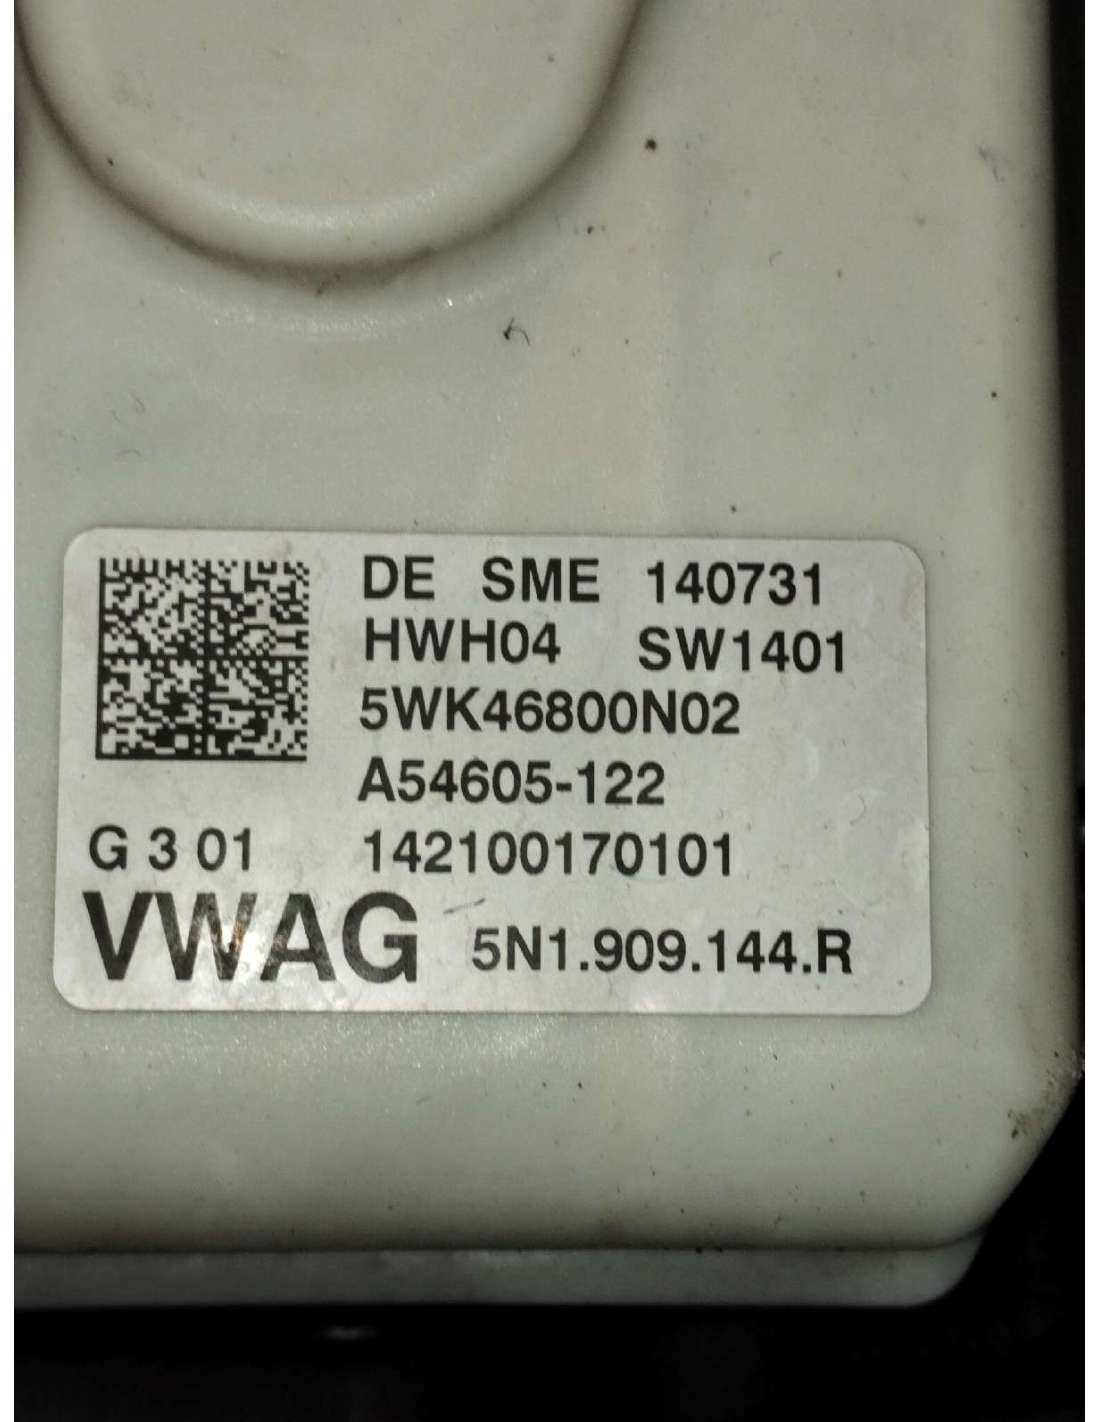 DE SME 140731
HWH04 SW1401
5WK46800N02
A54605-122
G 3 01 142100170101
VWAG 5N1.909.144.R